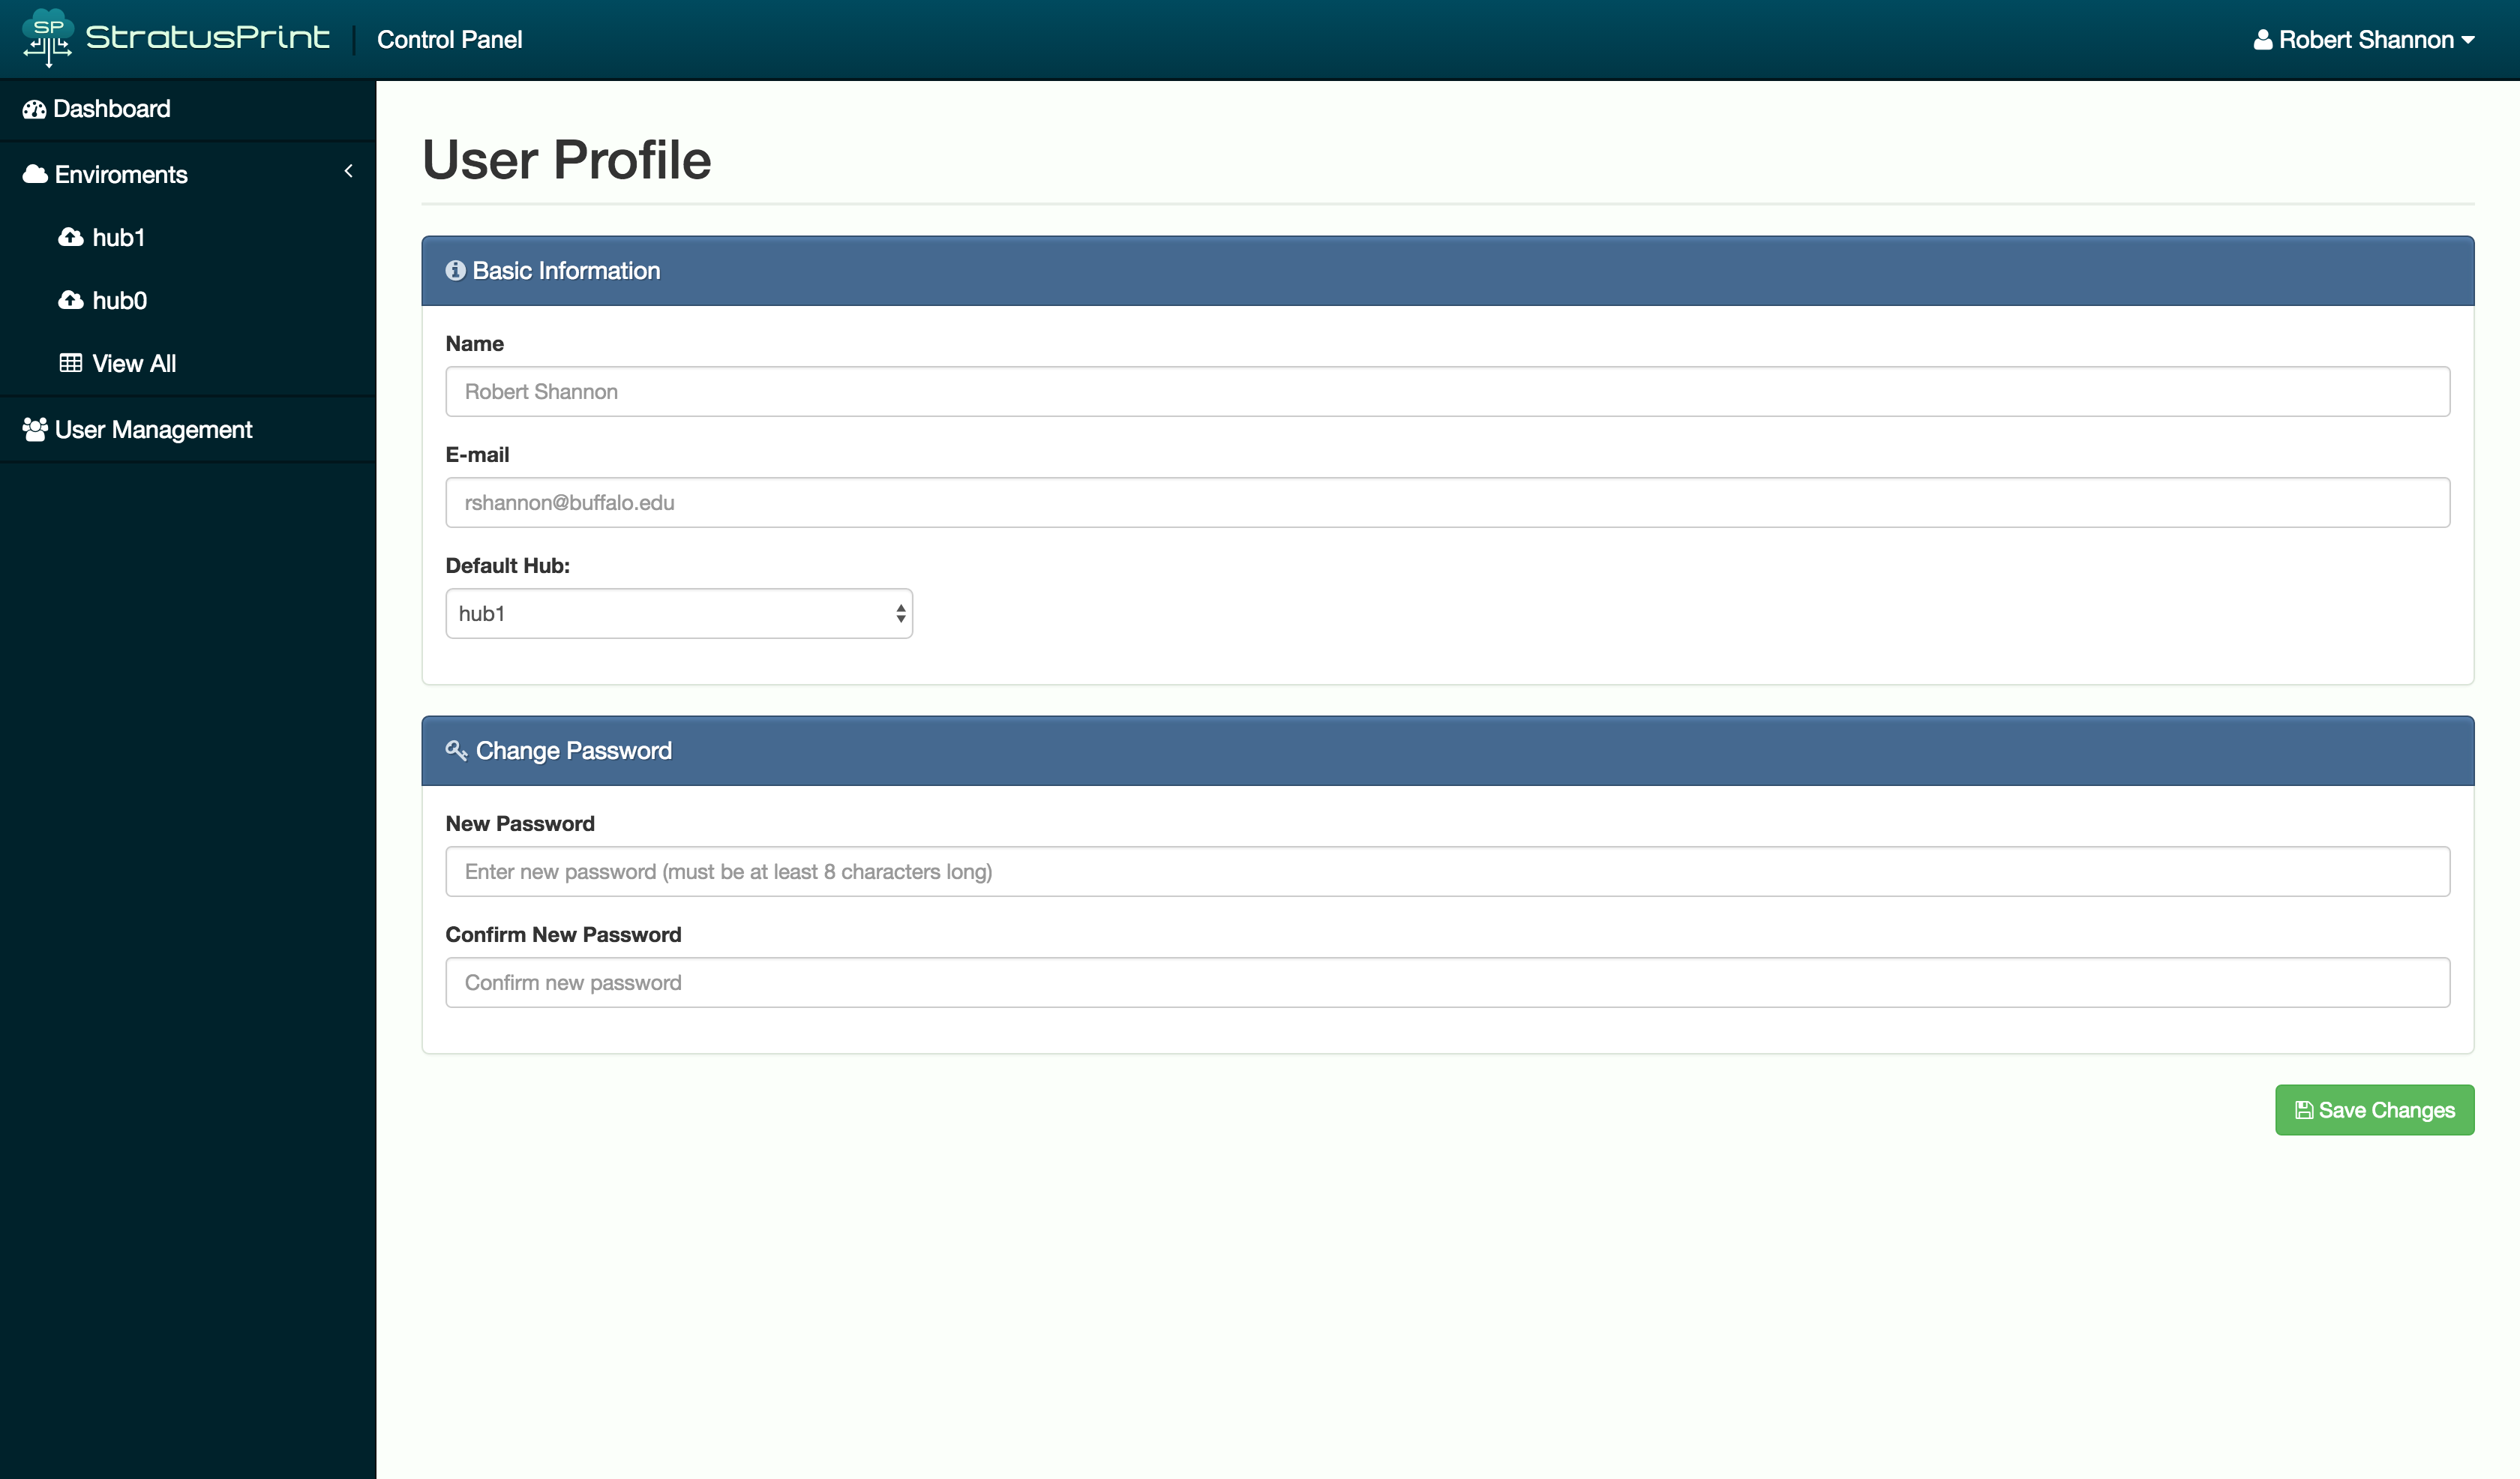 SP StratusPrint Control Panel Robert Shannon
Dashboard
Enviroments
hub1
hub0
View All
User Management
User Profile
Basic Information
Name
Robert Shannon
E-mail
rshannon@buffalo.edu
Default Hub:
hub1
Change Password
New Password
Enter new password (must be at least 8 characters long)
Confirm New Password
Confirm new password
Save Changes